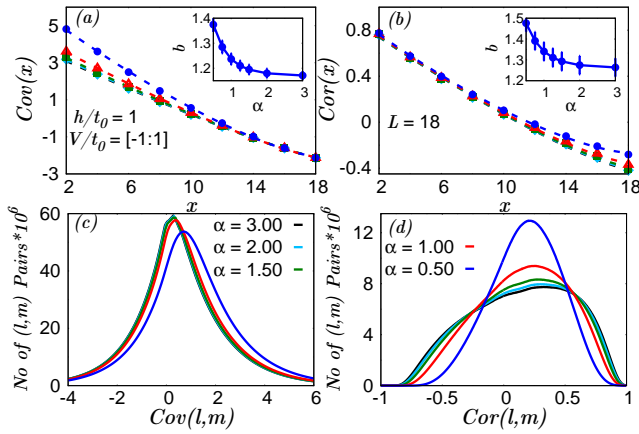 (a)
Cov(x)
5
3
1
-1
-3
2
6
10
14
18
x
h/t0 = 1
V/t0 = [-1:1]
b
1.4
1.3
1.2
1
2
3
α
(b)
Cor(x)
0.8
0.4
0
-0.4
2
6
10
14
18
x
L = 18
b
1.5
1.4
1.3
1.2
1
2
3
α
(c)
No of (l,m) Pairs*10^6
60
40
20
0
-4
-2
0
2
4
6
Cov(l,m)
α = 3.00
α = 2.00
α = 1.50
(d)
No of (l,m) Pairs*10^6
12
8
4
0
-1
-0.5
0
0.5
1
Cor(l,m)
α = 1.00
α = 0.50